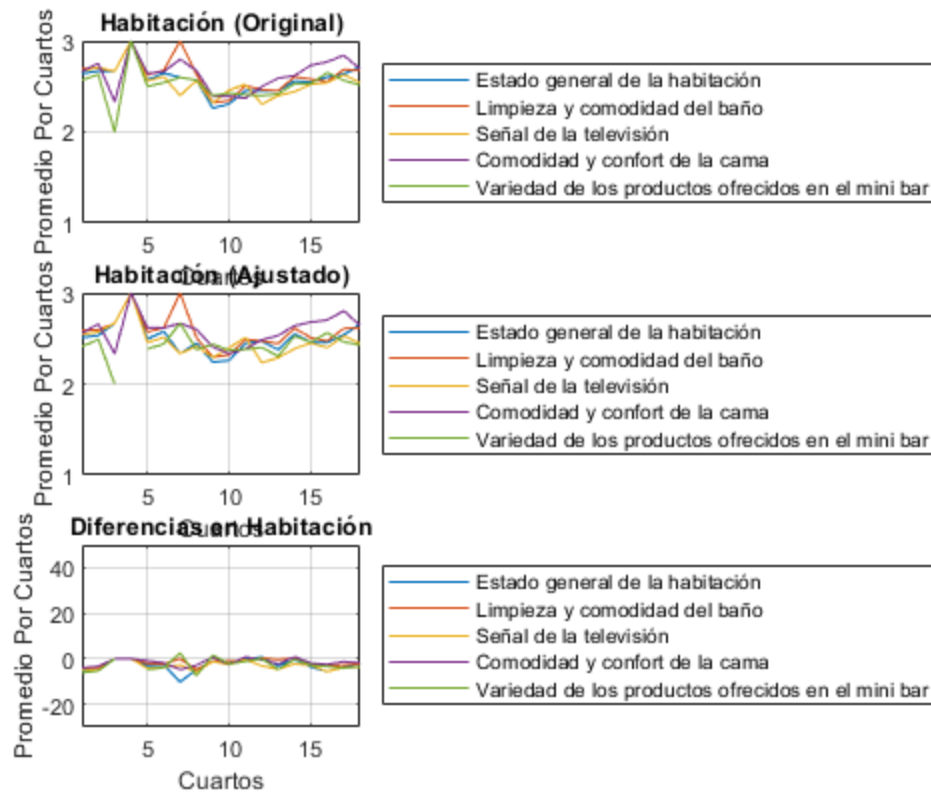 Habitación (Original)
Promedio Por Cuartos
3
2
1
5
10
15
Cuartos
Estado general de la habitación
Limpieza y comodidad del baño
Señal de la televisión
Comodidad y confort de la cama
Variedad de los productos ofrecidos en el mini bar
Habitación (Ajustado)
Promedio Por Cuartos
3
2
1
5
10
15
Cuartos
Estado general de la habitación
Limpieza y comodidad del baño
Señal de la televisión
Comodidad y confort de la cama
Variedad de los productos ofrecidos en el mini bar
Diferencias en Habitación
Promedio Por Cuartos
40
20
0
-20
5
10
15
Cuartos
Estado general de la habitación
Limpieza y comodidad del baño
Señal de la televisión
Comodidad y confort de la cama
Variedad de los productos ofrecidos en el mini bar